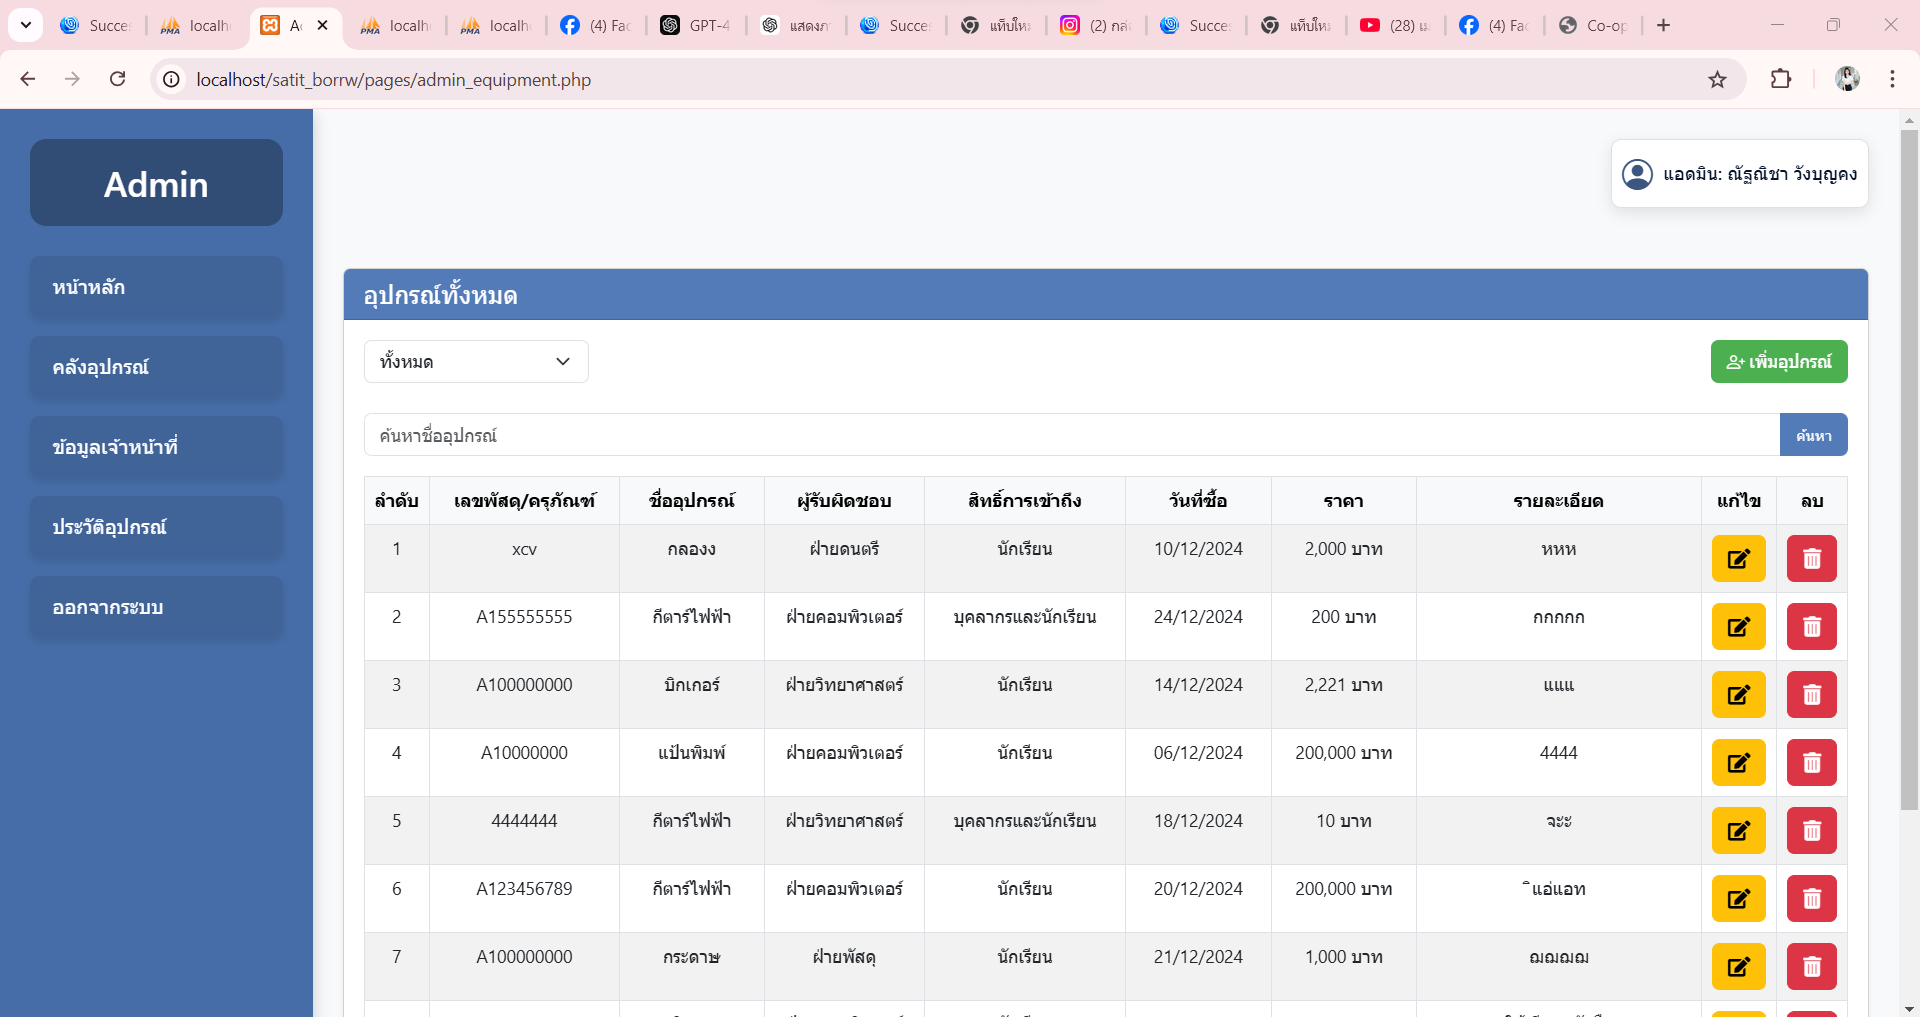 Succe
localh
Ac
localh
localh
(4) Fac
GPT-4
แสดงภ
Succe
แท็บใหม
(2) กล่
Succe
แท็บใหม
(28) เม
(4) Fac
Co-op
localhost/satit_borrw/pages/admin_equipment.php
Admin
หน้าหลัก
คลังอุปกรณ์
ข้อมูลเจ้าหน้าที่
ประวัติอุปกรณ์
ออกจากระบบ
แอดมิน: ณัฐณิชา วังบุญคง
อุปกรณ์ทั้งหมด
ทั้งหมด
เพิ่มอุปกรณ์
ค้นหาชื่ออุปกรณ์
ค้นหา
ลำดับ เลขพัสดุ/ครุภัณฑ์ ชื่ออุปกรณ์ ผู้รับผิดชอบ สิทธิ์การเข้าถึง วันที่ซื้อ ราคา รายละเอียด แก้ไข ลบ
1 xcv กลองง ฝ่ายดนตรี นักเรียน 10/12/2024 2,000 บาท หหห
2 A155555555 กีตาร์ไฟฟ้า ฝ่ายคอมพิวเตอร์ บุคลากรและนักเรียน 24/12/2024 200 บาท กกกกก
3 A100000000 บิกเกอร์ ฝ่ายวิทยาศาสตร์ นักเรียน 14/12/2024 2,221 บาท แแแ
4 A10000000 แป้นพิมพ์ ฝ่ายคอมพิวเตอร์ นักเรียน 06/12/2024 200,000 บาท 4444
5 4444444 กีตาร์ไฟฟ้า ฝ่ายวิทยาศาสตร์ บุคลากรและนักเรียน 18/12/2024 10 บาท จะะ
6 A123456789 กีตาร์ไฟฟ้า ฝ่ายคอมพิวเตอร์ นักเรียน 20/12/2024 200,000 บาท ิแอ่แอท
7 A100000000 กระดาษ ฝ่ายพัสดุ นักเรียน 21/12/2024 1,000 บาท ฌฌฌฌ